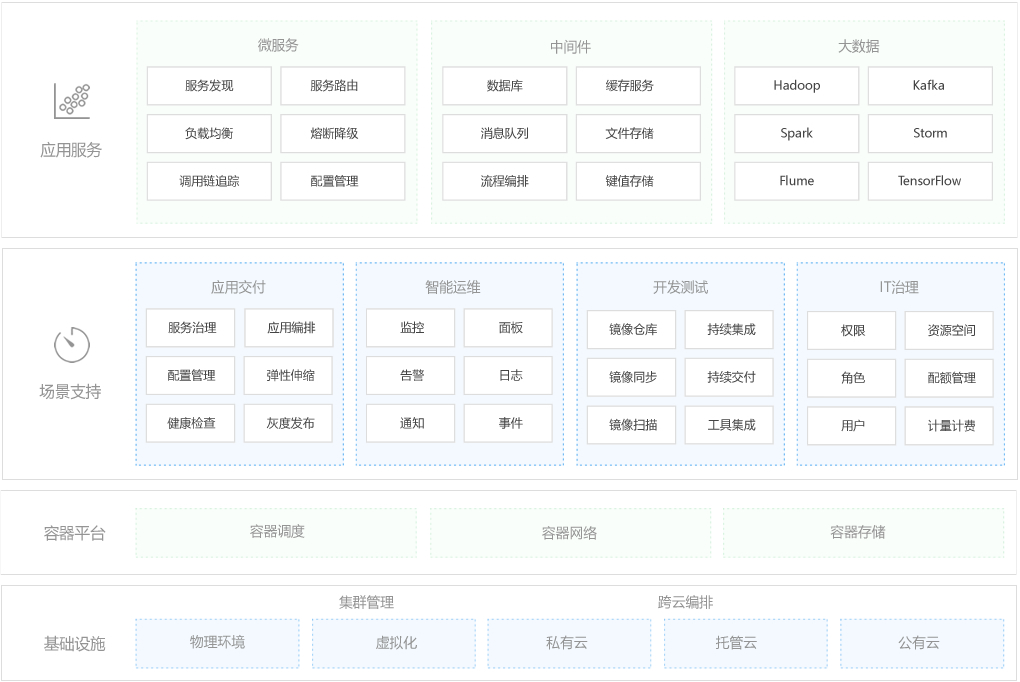 应用服务
微服务
服务发现
服务路由
负载均衡
熔断降级
调用链追踪
配置管理
中间件
数据库
缓存服务
消息队列
文件存储
流程编排
键值存储
大数据
Hadoop
Kafka
Spark
Storm
Flume
TensorFlow
场景支持
应用交付
服务治理
应用编排
配置管理
弹性伸缩
健康检查
灰度发布
智能运维
监控
面板
告警
日志
通知
事件
开发测试
镜像仓库
持续集成
镜像同步
持续交付
镜像扫描
工具集成
IT治理
权限
资源空间
角色
配额管理
用户
计量计费
容器平台
容器调度
容器网络
容器存储
基础设施
集群管理
跨云编排
物理环境
虚拟化
私有云
托管云
公有云